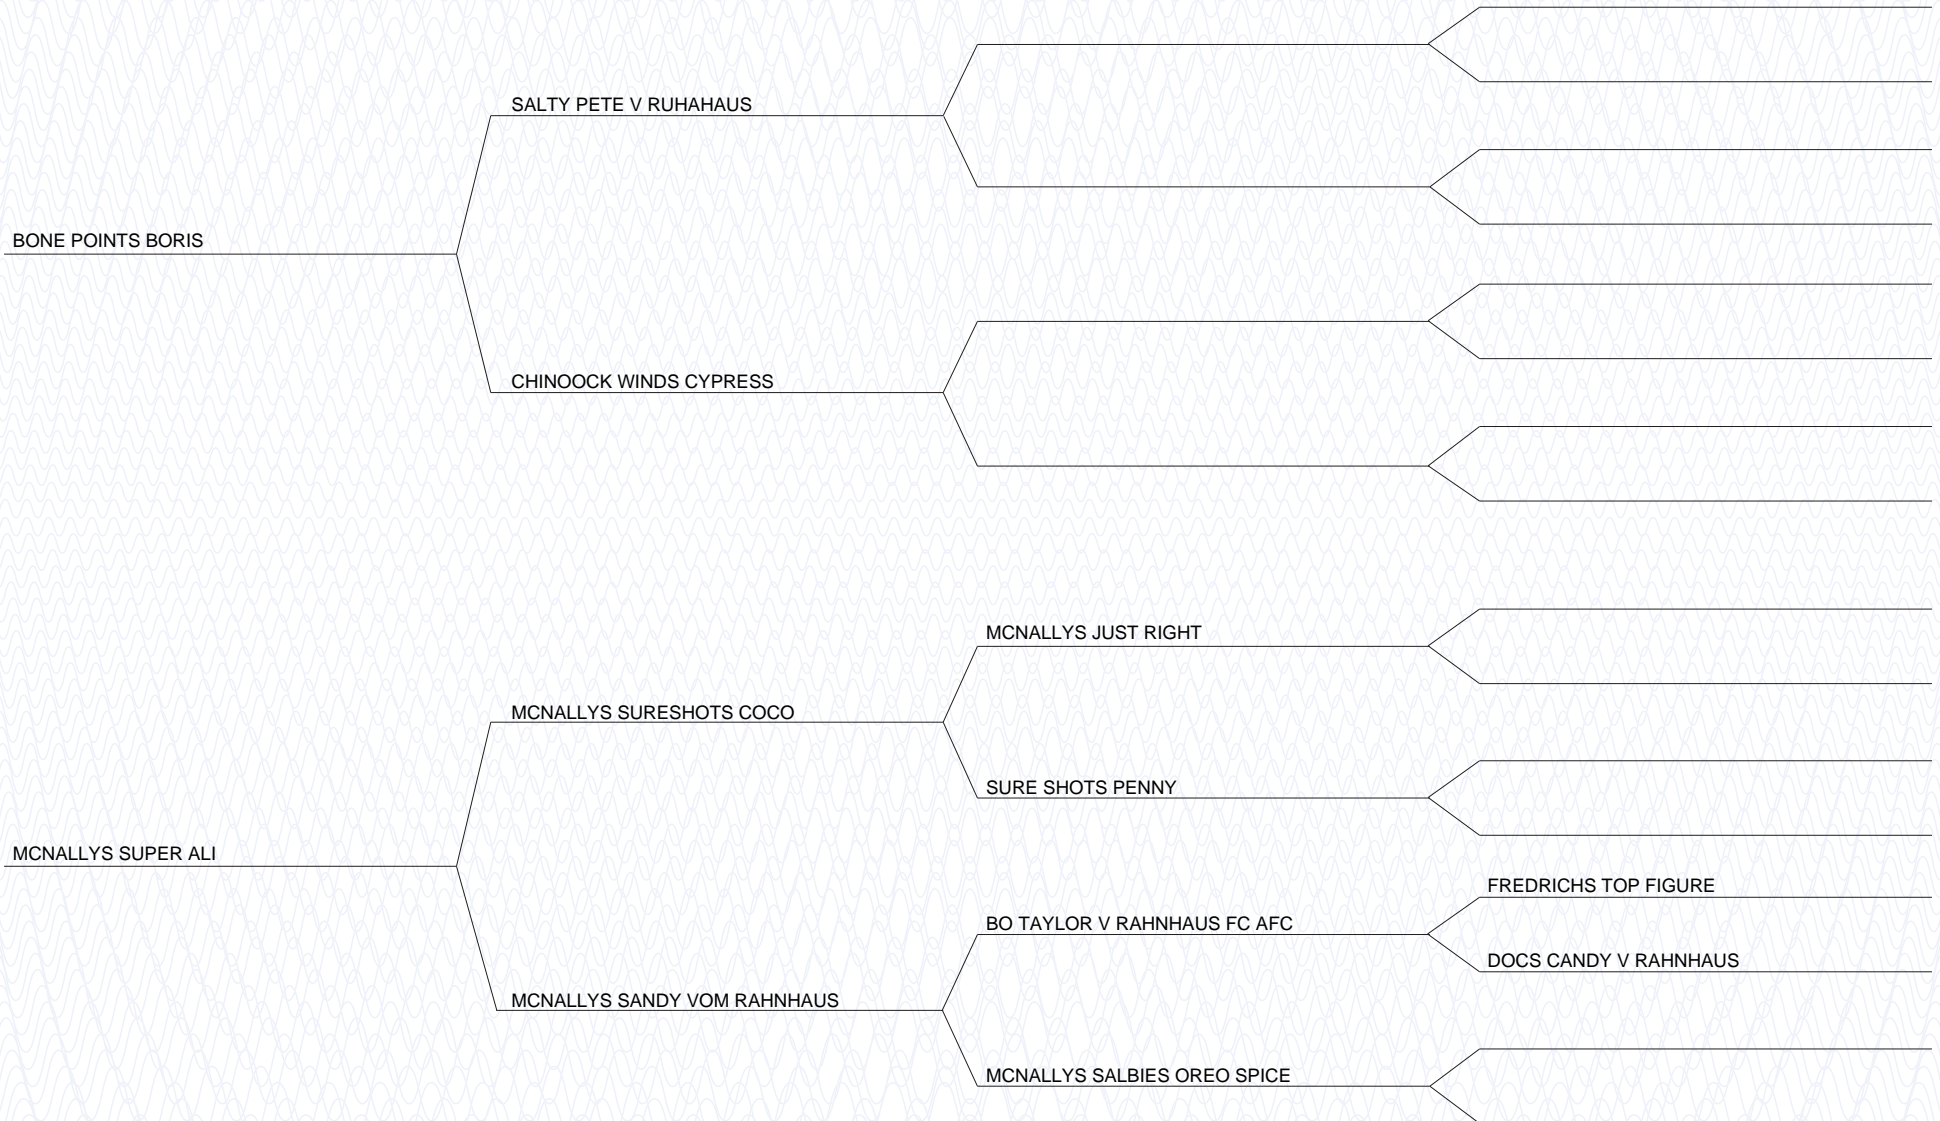 SALTY PETE V RUHAHAUS
BONE POINTS BORIS
CHINOOCK WINDS CYPRESS
MCNALLYS JUST RIGHT
MCNALLYS SURESHOTS COCO
SURE SHOTS PENNY
MCNALLYS SUPER ALI
FREDRICHS TOP FIGURE
BO TAYLOR V RAHNHAUS FC AFC
DOCS CANDY V RAHNHAUS
MCNALLYS SANDY VOM RAHNHAUS
MCNALLYS SALBIES OREO SPICE